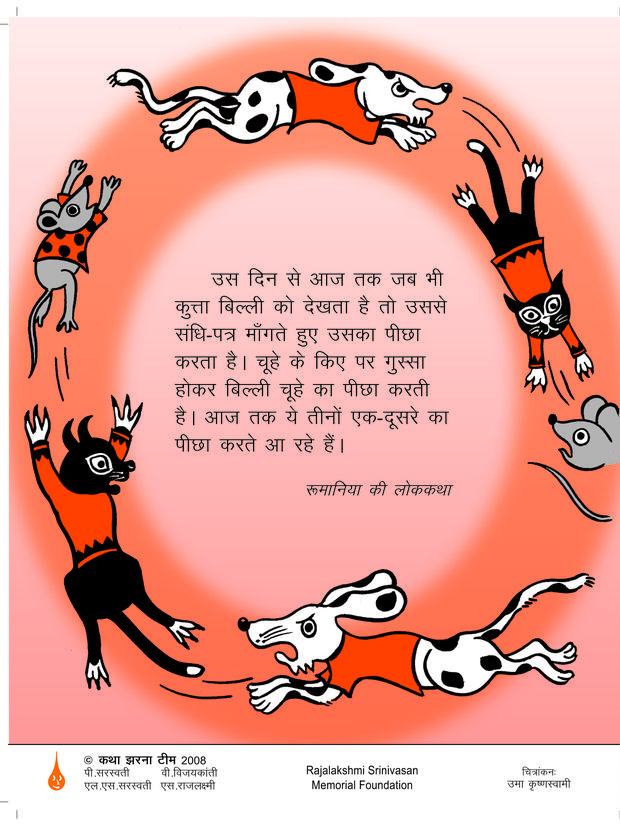 उस दिन से आज तक जब भी
कुत्ता बिल्ली को देखता है तो उससे
संधि-पत्र माँगते हुए उसका पीछा
करता है। चूहे के किए पर गुस्सा
होकर बिल्ली चूहे का पीछा करती
है। आज तक ये तीनों एक-दूसरे का
पीछा करते आ रहे हैं।
रूमानिया की लोककथा
© कथा झरना टीम 2008
पी.सरस्वती वी.विजयकांती
एल.एस.सरस्वती एस.राजलक्ष्मी
Rajalakshmi Srinivasan
Memorial Foundation
चित्रांकनः
उमा कृष्णस्वामी